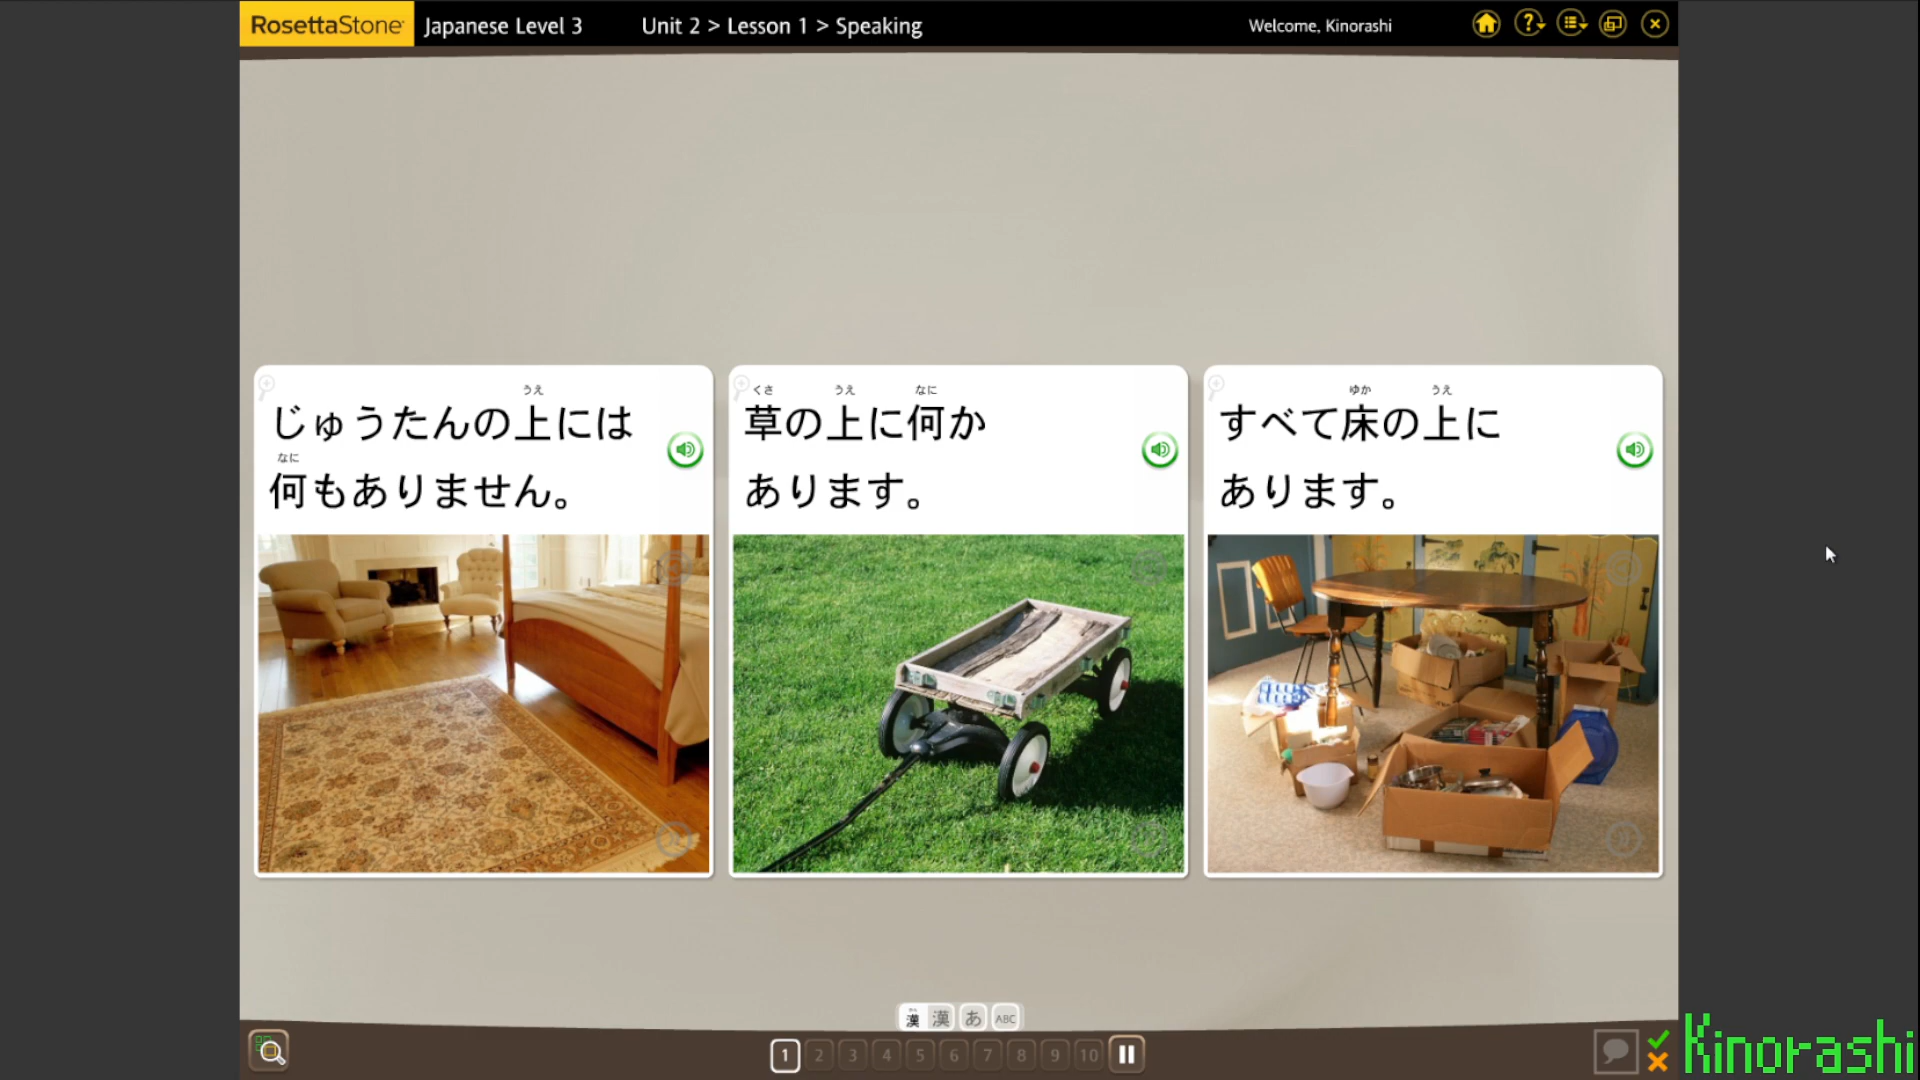 RosettaStone
Japanese Level 3
Unit 2 > Lesson 1 > Speaking
Welcome, Kinorashi
うえ
じゅうたんの上には
なに
何もありません。
くさ うえ なに
草の上に何か
あります。
ゆか うえ
すべて床の上に
あります。
漢 漢 あ ABC
1 2 3 4 5 6 7 8 9 10
Kinorashi